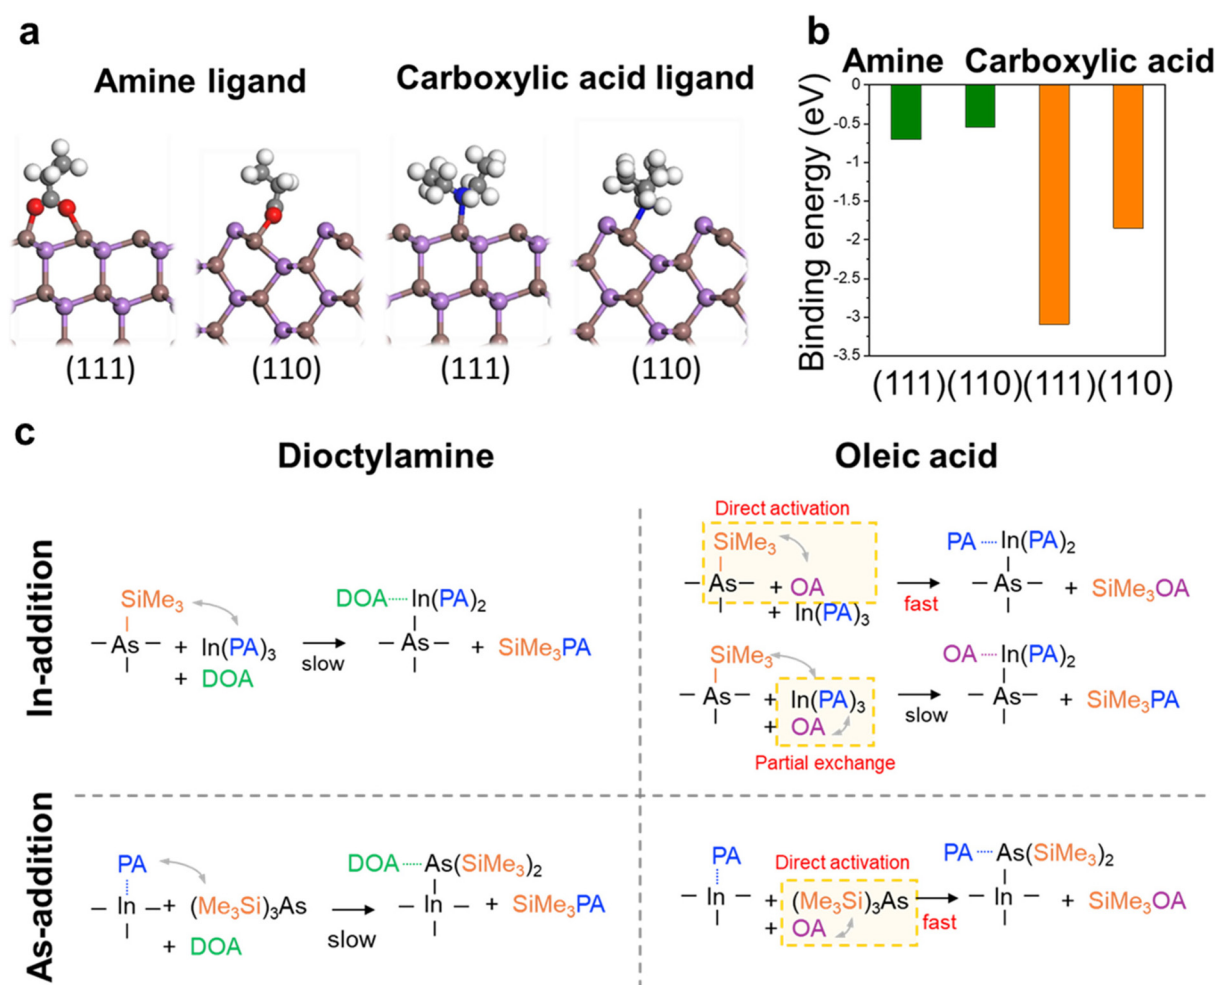 a
Amine ligand
Carboxylic acid ligand
(111)
(110)
(111)
(110)
b
Amine Carboxylic acid
Binding energy (eV)
0
-0.5
-1
-1.5
-2
-2.5
-3
-3.5
(111)(110)(111)(110)
c
Dioctylamine
Oleic acid
In-addition
SiMe3
– As – + In(PA)3
+ DOA
slow
DOA In(PA)2
– As – + SiMe3PA
Direct activation
SiMe3
– As – + OA
+ In(PA)3
fast
PA In(PA)2
– As – + SiMe3OA
SiMe3
– As – + In(PA)3
+ OA
Partial exchange
slow
OA In(PA)2
– As – + SiMe3PA
As-addition
PA
– In – + (Me3Si)3As
+ DOA
slow
DOA As(SiMe3)2
– In – + SiMe3PA
PA
Direct activation
– In – + (Me3Si)3As
+ OA
fast
PA As(SiMe3)2
– In – + SiMe3OA